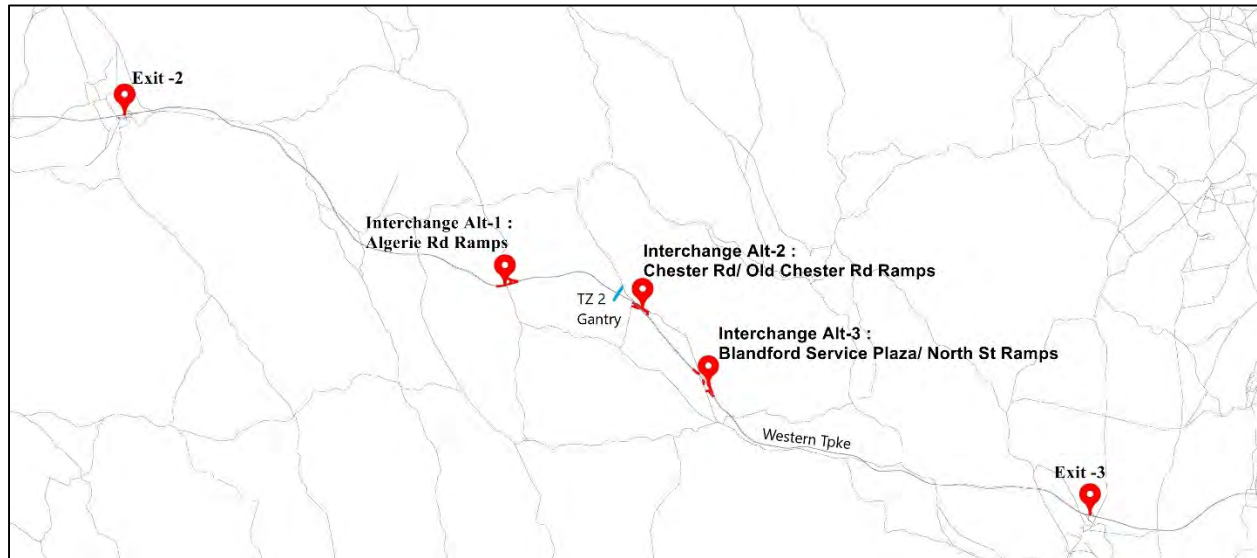 Exit -2
Interchange Alt-1 :
Algerie Rd Ramps
Interchange Alt-2 :
Chester Rd/ Old Chester Rd Ramps
TZ 2
Gantry
Interchange Alt-3 :
Blandford Service Plaza/ North St Ramps
Western Tpke
Exit -3